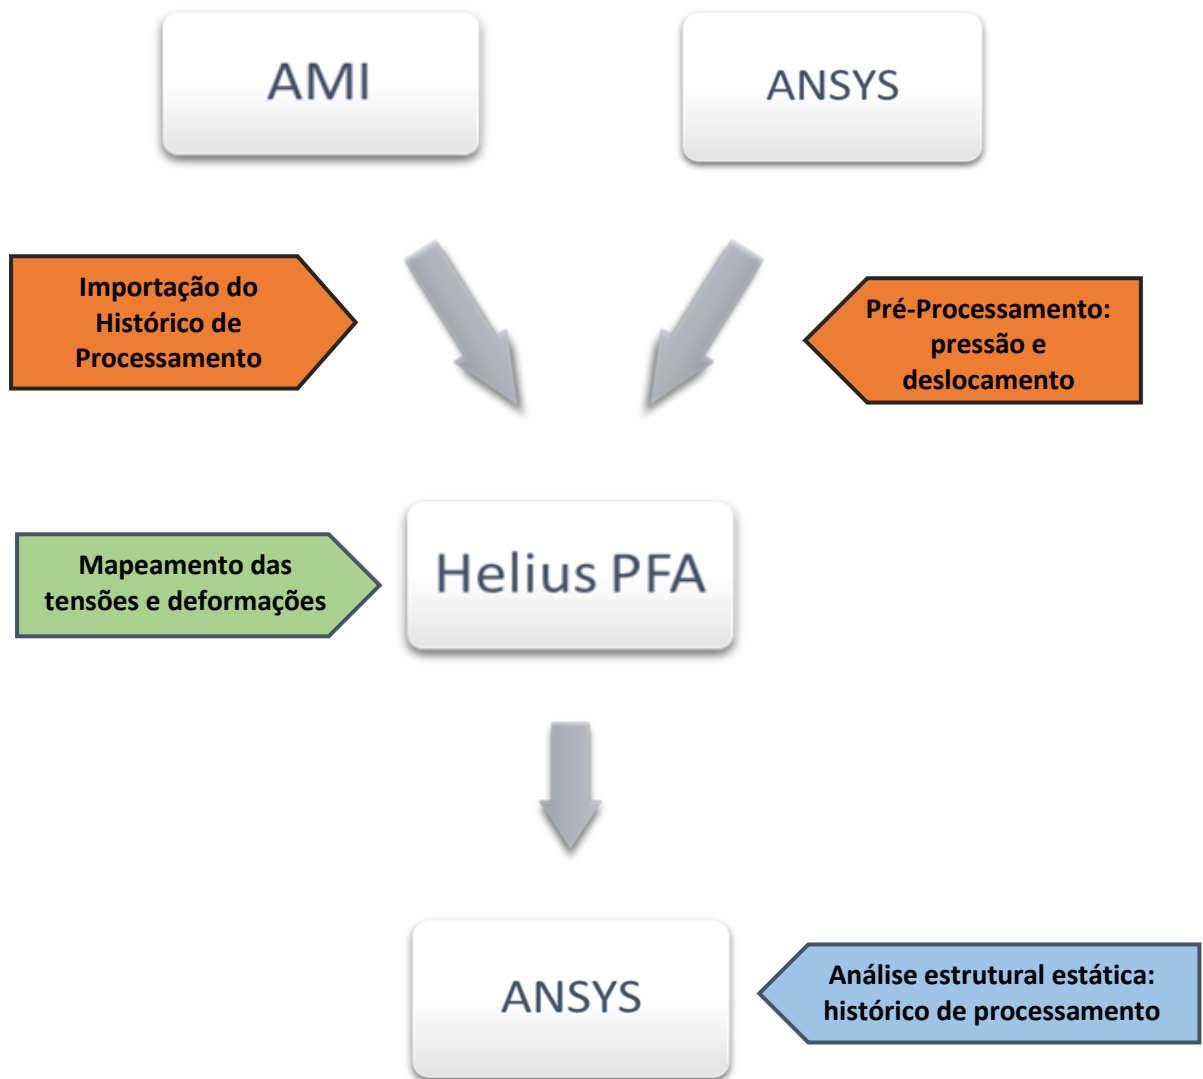 AMI
ANSYS
Importação do
Histórico de
Processamento
Pré-Processamento:
pressão e
deslocamento
Mapeamento das
tensões e deformações
Helius PFA
ANSYS
Análise estrutural estática:
histórico de processamento